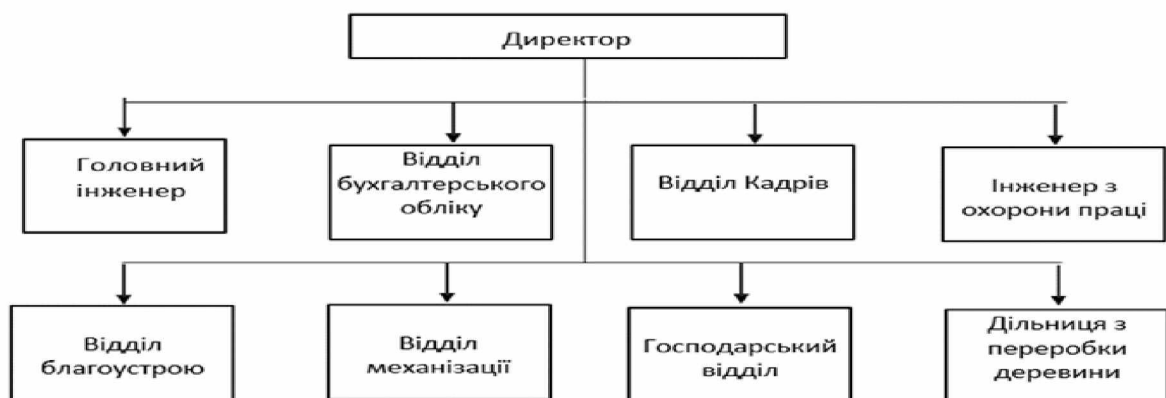 Директор
Головний
інженер
Відділ
бухгалтерського
обліку
Відділ Кадрів
Інженер з
охорони праці
Відділ
благоустрою
Відділ
механізації
Господарський
відділ
Дільниця з
переробки
деревини